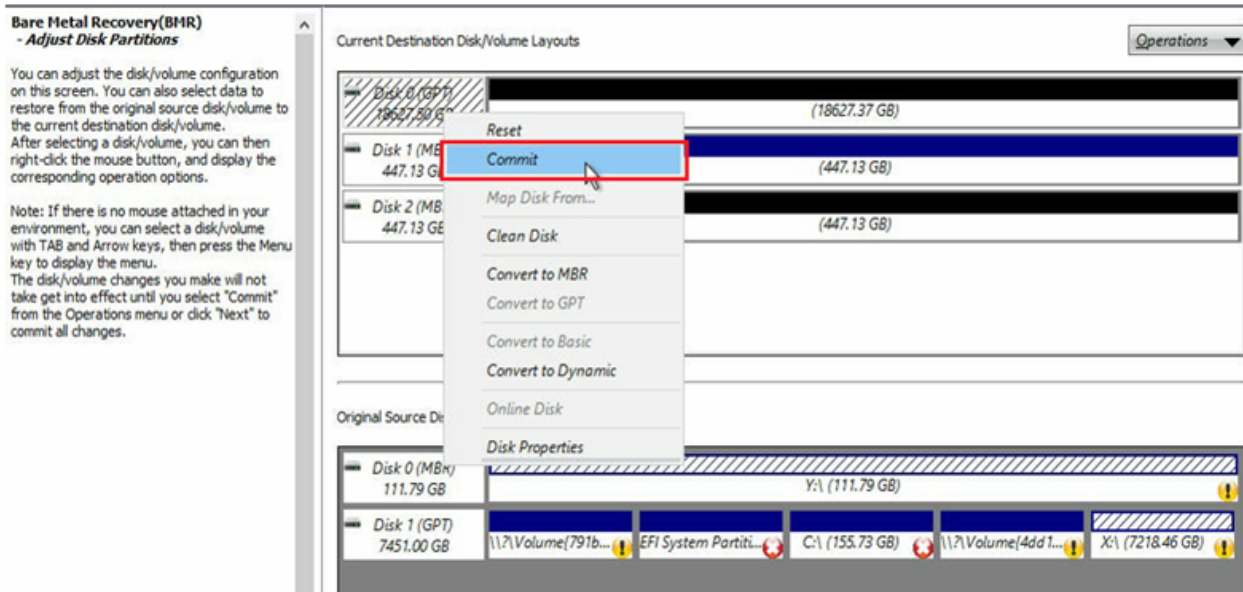 Bare Metal Recovery(BMR)
- Adjust Disk Partitions
You can adjust the disk/volume configuration
on this screen. You can also select data to
restore from the original source disk/volume to
the current destination disk/volume.
After selecting a disk/volume, you can then
right-click the mouse button, and display the
corresponding operation options.
Note: If there is no mouse attached in your
environment, you can select a disk/volume
with TAB and Arrow keys, then press the Menu
key to display the menu.
The disk/volume changes you make will not
take get into effect until you select "Commit"
from the Operations menu or click "Next" to
commit all changes.
Current Destination Disk/Volume Layouts
Operations
Disk 0 (GPT)
18627.50 G
(18627.37 GB)
Disk 1 (MB
447.13 G
(447.13 GB)
Disk 2 (MB
447.13 GB
(447.13 GB)
Reset
Commit
Map Disk From...
Clean Disk
Convert to MBR
Convert to GPT
Convert to Basic
Convert to Dynamic
Online Disk
Disk Properties
Original Source Di
Disk 0 (MBR)
111.79 GB
Y:\ (111.79 GB)
Disk 1 (GPT)
7451.00 GB
\\?\Volume{791b...
EFI System Partiti...
C:\ (155.73 GB)
\\?\Volume{4dd1...
X:\ (7218.46 GB)